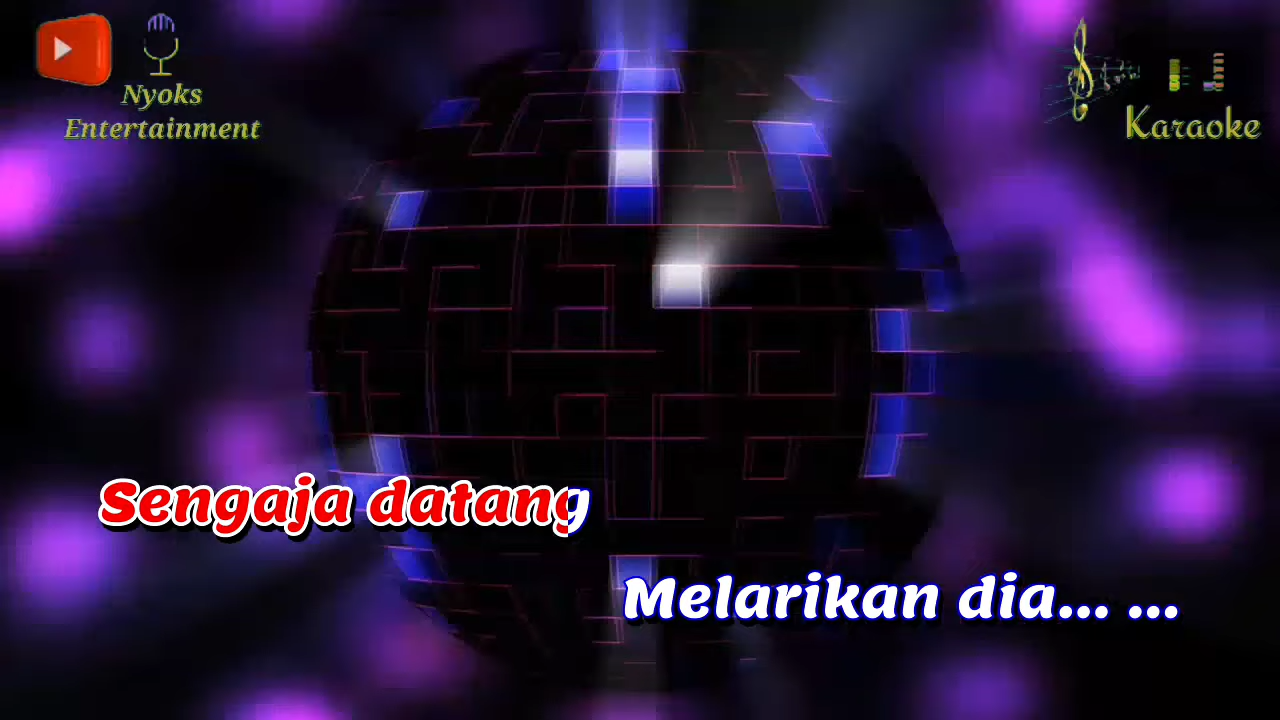 Nyoks
Entertainment
Karaoke
Sengaja datang
Melarikan dia... ...